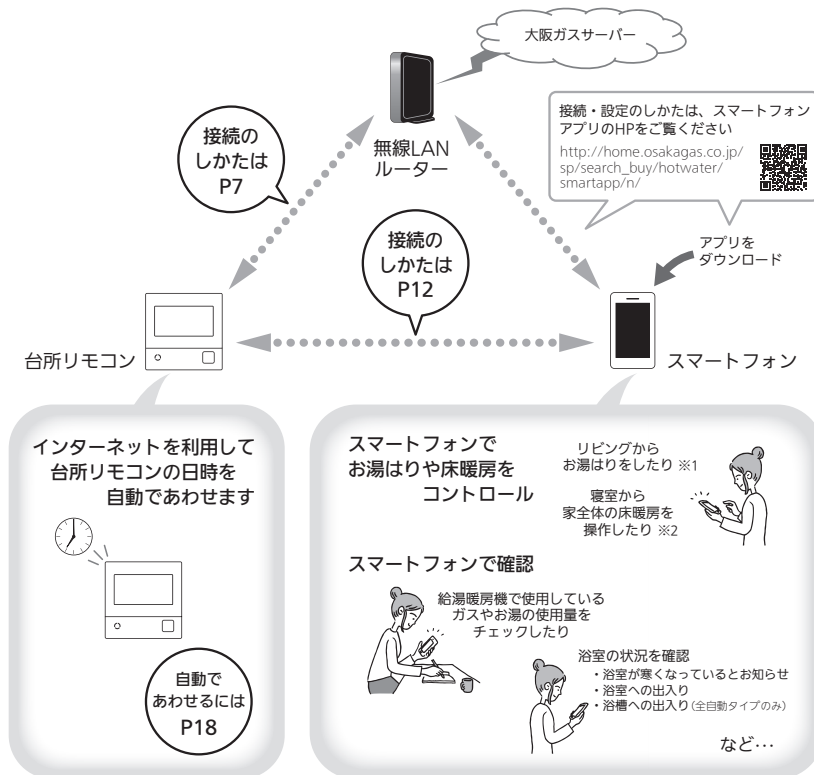 大阪ガスサーバー
接続の
しかたは
P7
無線LAN
ルーター
接続・設定のしかたは、スマートフォン
アプリのHPをご覧ください
http://home.osakagas.co.jp/
sp/search_buy/hotwater/
smartapp/n/
アプリを
ダウンロード
接続の
しかたは
P12
台所リモコン
スマートフォン
インターネットを利用して
台所リモコンの日時を
自動であわせます
自動で
あわせるには
P18
スマートフォンで
お湯はりや床暖房を
コントロール
リビングから
お湯はりをしたり ※1
寝室から
家全体の床暖房を
操作したり ※2
スマートフォンで確認
給湯暖房機で使用している
ガスやお湯の使用量を
チェックしたり
浴室の状況を確認
・浴室が寒くなっているとお知らせ
・浴室への出入り
・浴槽への出入り(全自動タイプのみ)
など…